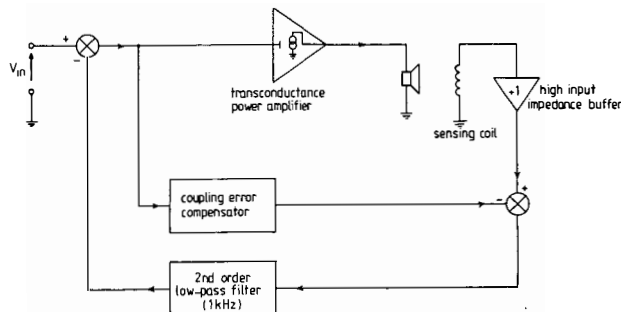 +
-
V_IN
transconductance
power amplifier
sensing coil
+1
high input
impedance buffer
coupling error
compensator
-
+
2nd order
low-pass filter
(1kHz)